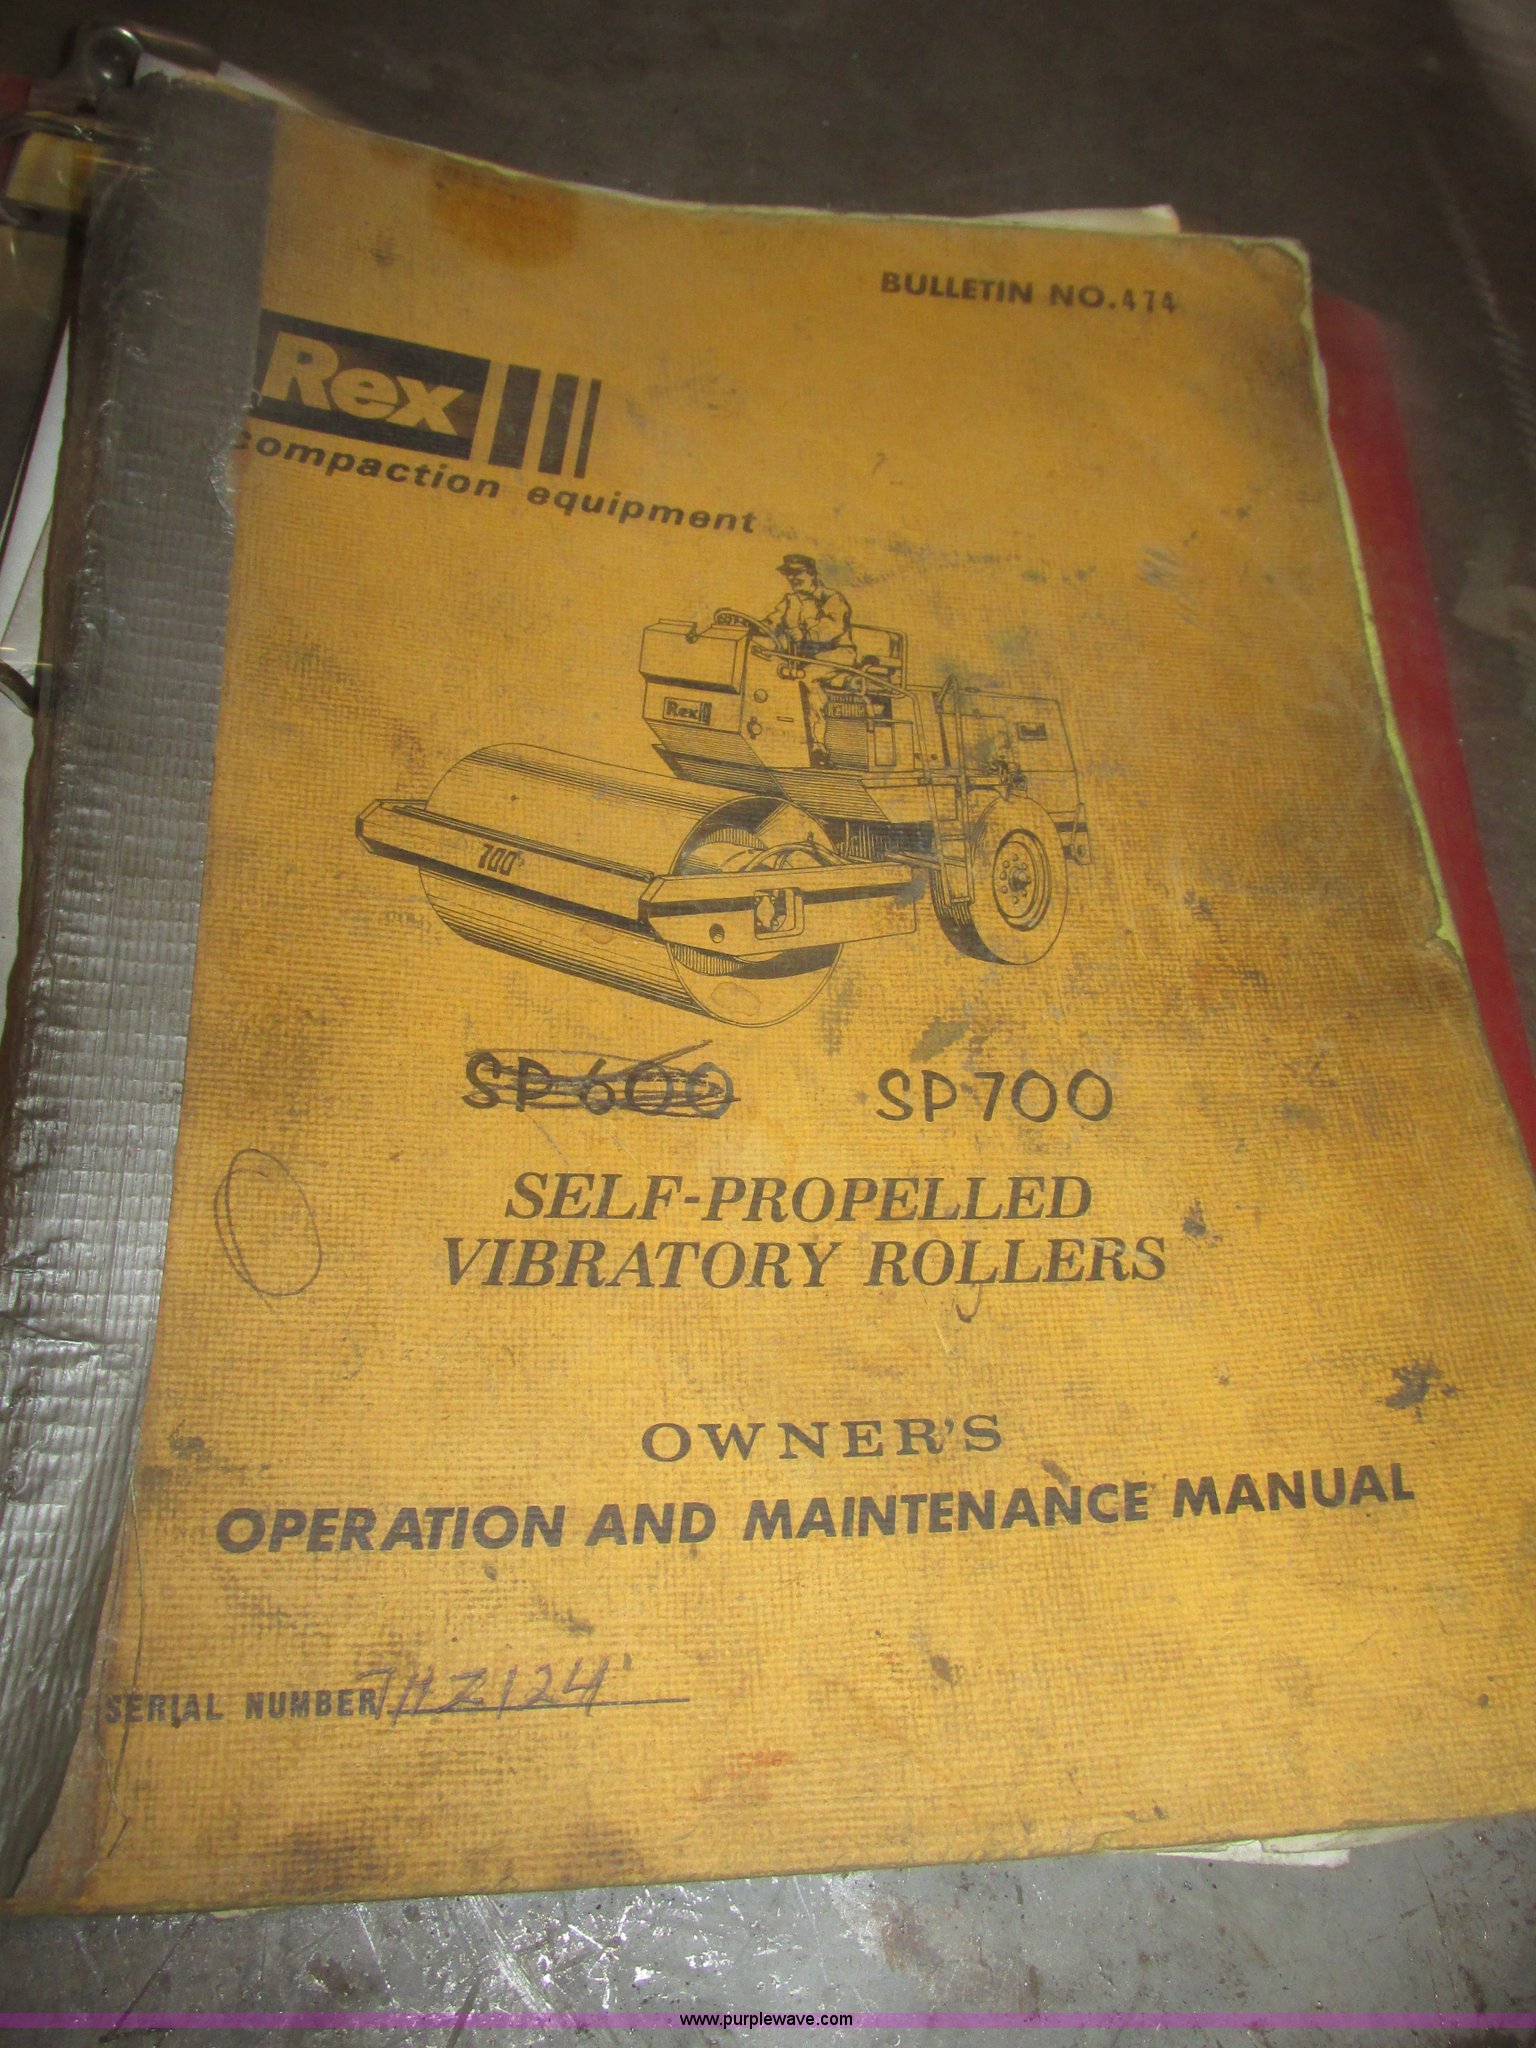 BULLETIN NO.474
Rex
compaction equipment
Rex
700
SP600 SP700
SELF-PROPELLED
VIBRATORY ROLLERS
OWNER'S
OPERATION AND MAINTENANCE MANUAL
SERIAL NUMBER 7HZ124
www.purplewave.com